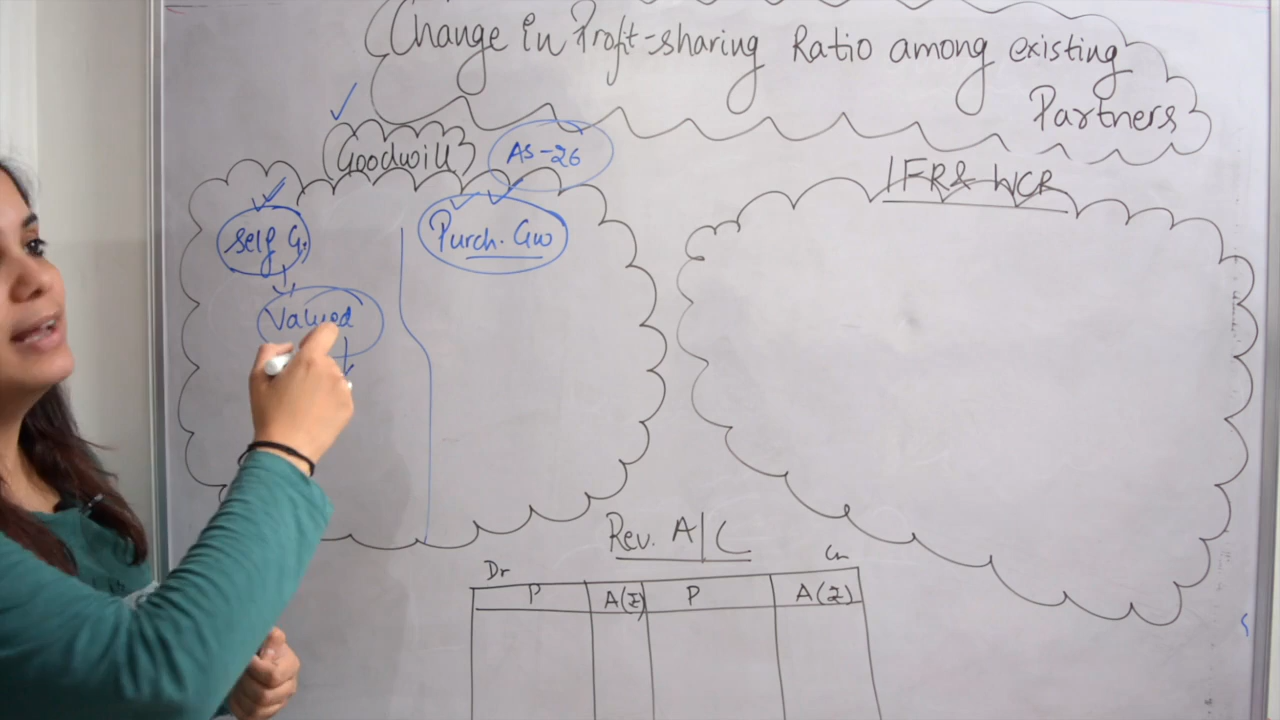 Change in Profit-sharing Ratio among existing
Partners
Goodwill
AS-26
Self G.
Purch. GW
Valued
IFR & WCR
Rev. A/C
Dr
Cr
P A(₹) P A(₹)